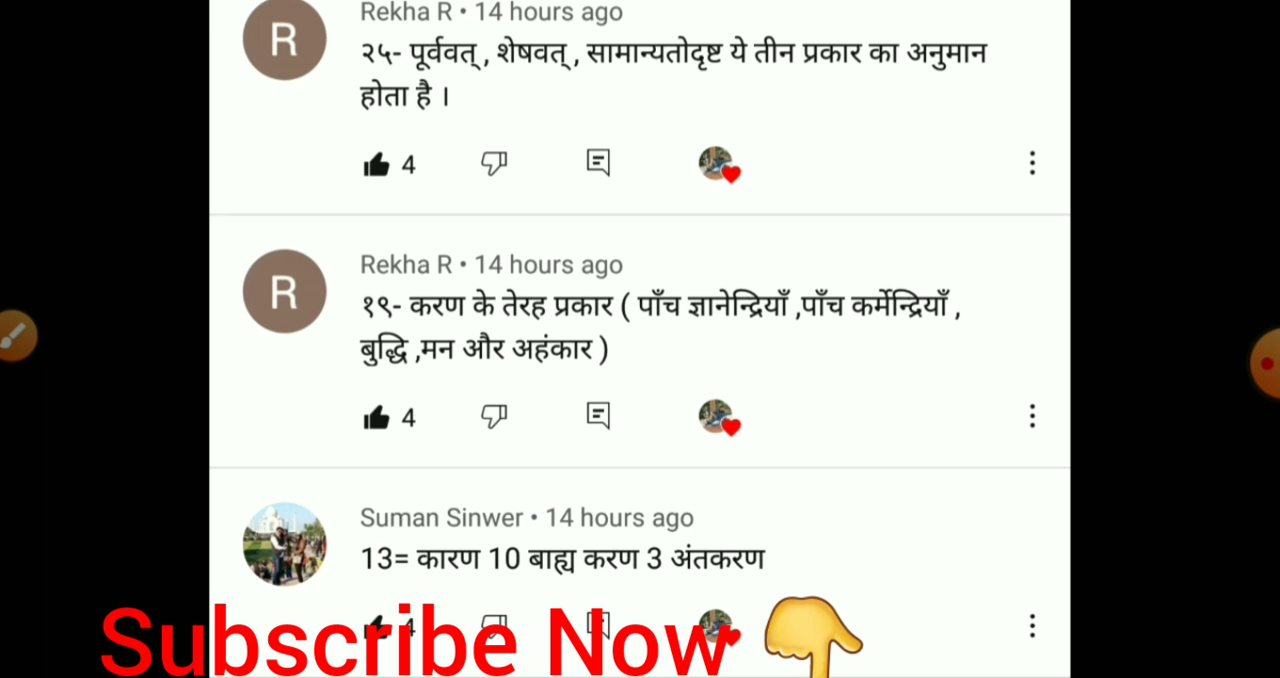 Rekha R • 14 hours ago
२५- पूर्ववत् , शेषवत् , सामान्यतोदृष्ट ये तीन प्रकार का अनुमान
होता है ।
4
R
Rekha R • 14 hours ago
१९- करण के तेरह प्रकार ( पाँच ज्ञानेन्द्रियाँ ,पाँच कर्मेन्द्रियाँ ,
बुद्धि ,मन और अहंकार )
4
R
Suman Sinwer • 14 hours ago
13= कारण 10 बाह्य करण 3 अंतकरण
4
Subscribe Now